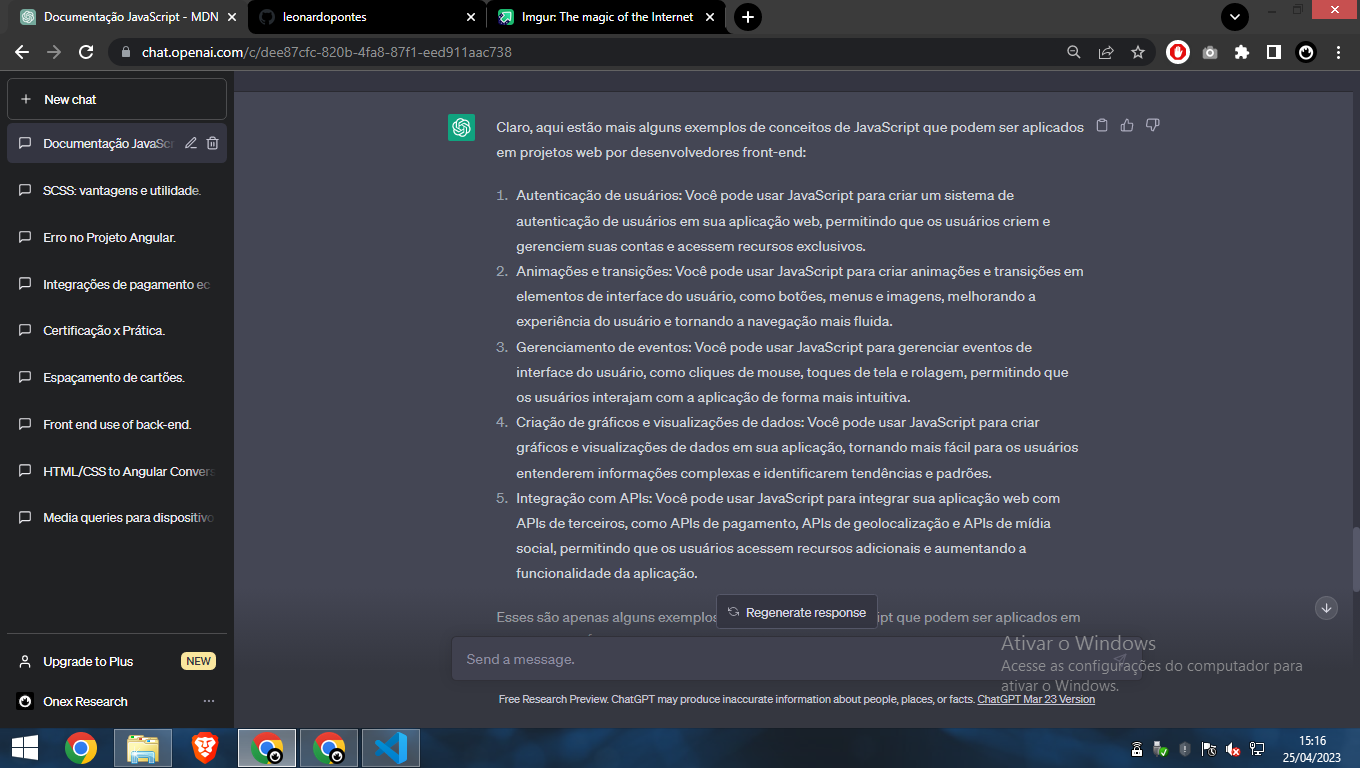 Documentação JavaScript - MDN
leonardopontes
Imgur: The magic of the Internet
chat.openai.com/c/dee87cfc-820b-4fa8-87f1-eed911aac738
New chat
Documentação JavaScr
SCSS: vantagens e utilidade.
Erro no Projeto Angular.
Integrações de pagamento ec
Certificação x Prática.
Espaçamento de cartões.
Front end use of back-end.
HTML/CSS to Angular Convers
Media queries para dispositivo
Upgrade to Plus
NEW
Onex Research
Claro, aqui estão mais alguns exemplos de conceitos de JavaScript que podem ser aplicados
em projetos web por desenvolvedores front-end:
1. Autenticação de usuários: Você pode usar JavaScript para criar um sistema de
autenticação de usuários em sua aplicação web, permitindo que os usuários criem e
gerenciem suas contas e acessem recursos exclusivos.
2. Animações e transições: Você pode usar JavaScript para criar animações e transições em
elementos de interface do usuário, como botões, menus e imagens, melhorando a
experiência do usuário e tornando a navegação mais fluida.
3. Gerenciamento de eventos: Você pode usar JavaScript para gerenciar eventos de
interface do usuário, como cliques de mouse, toques de tela e rolagem, permitindo que
os usuários interajam com a aplicação de forma mais intuitiva.
4. Criação de gráficos e visualizações de dados: Você pode usar JavaScript para criar
gráficos e visualizações de dados em sua aplicação, tornando mais fácil para os usuários
entenderem informações complexas e identificarem tendências e padrões.
5. Integração com APIs: Você pode usar JavaScript para integrar sua aplicação web com
APIs de terceiros, como APIs de pagamento, APIs de geolocalização e APIs de mídia
social, permitindo que os usuários acessem recursos adicionais e aumentando a
funcionalidade da aplicação.
Esses são apenas alguns exemplos
ipt que podem ser aplicados em
Regenerate response
Send a message.
Ativar o Windows
Acesse as configurações do computador para
ativar o Windows.
Free Research Preview. ChatGPT may produce inaccurate information about people, places, or facts. ChatGPT Mar 23 Version
15:16
25/04/2023